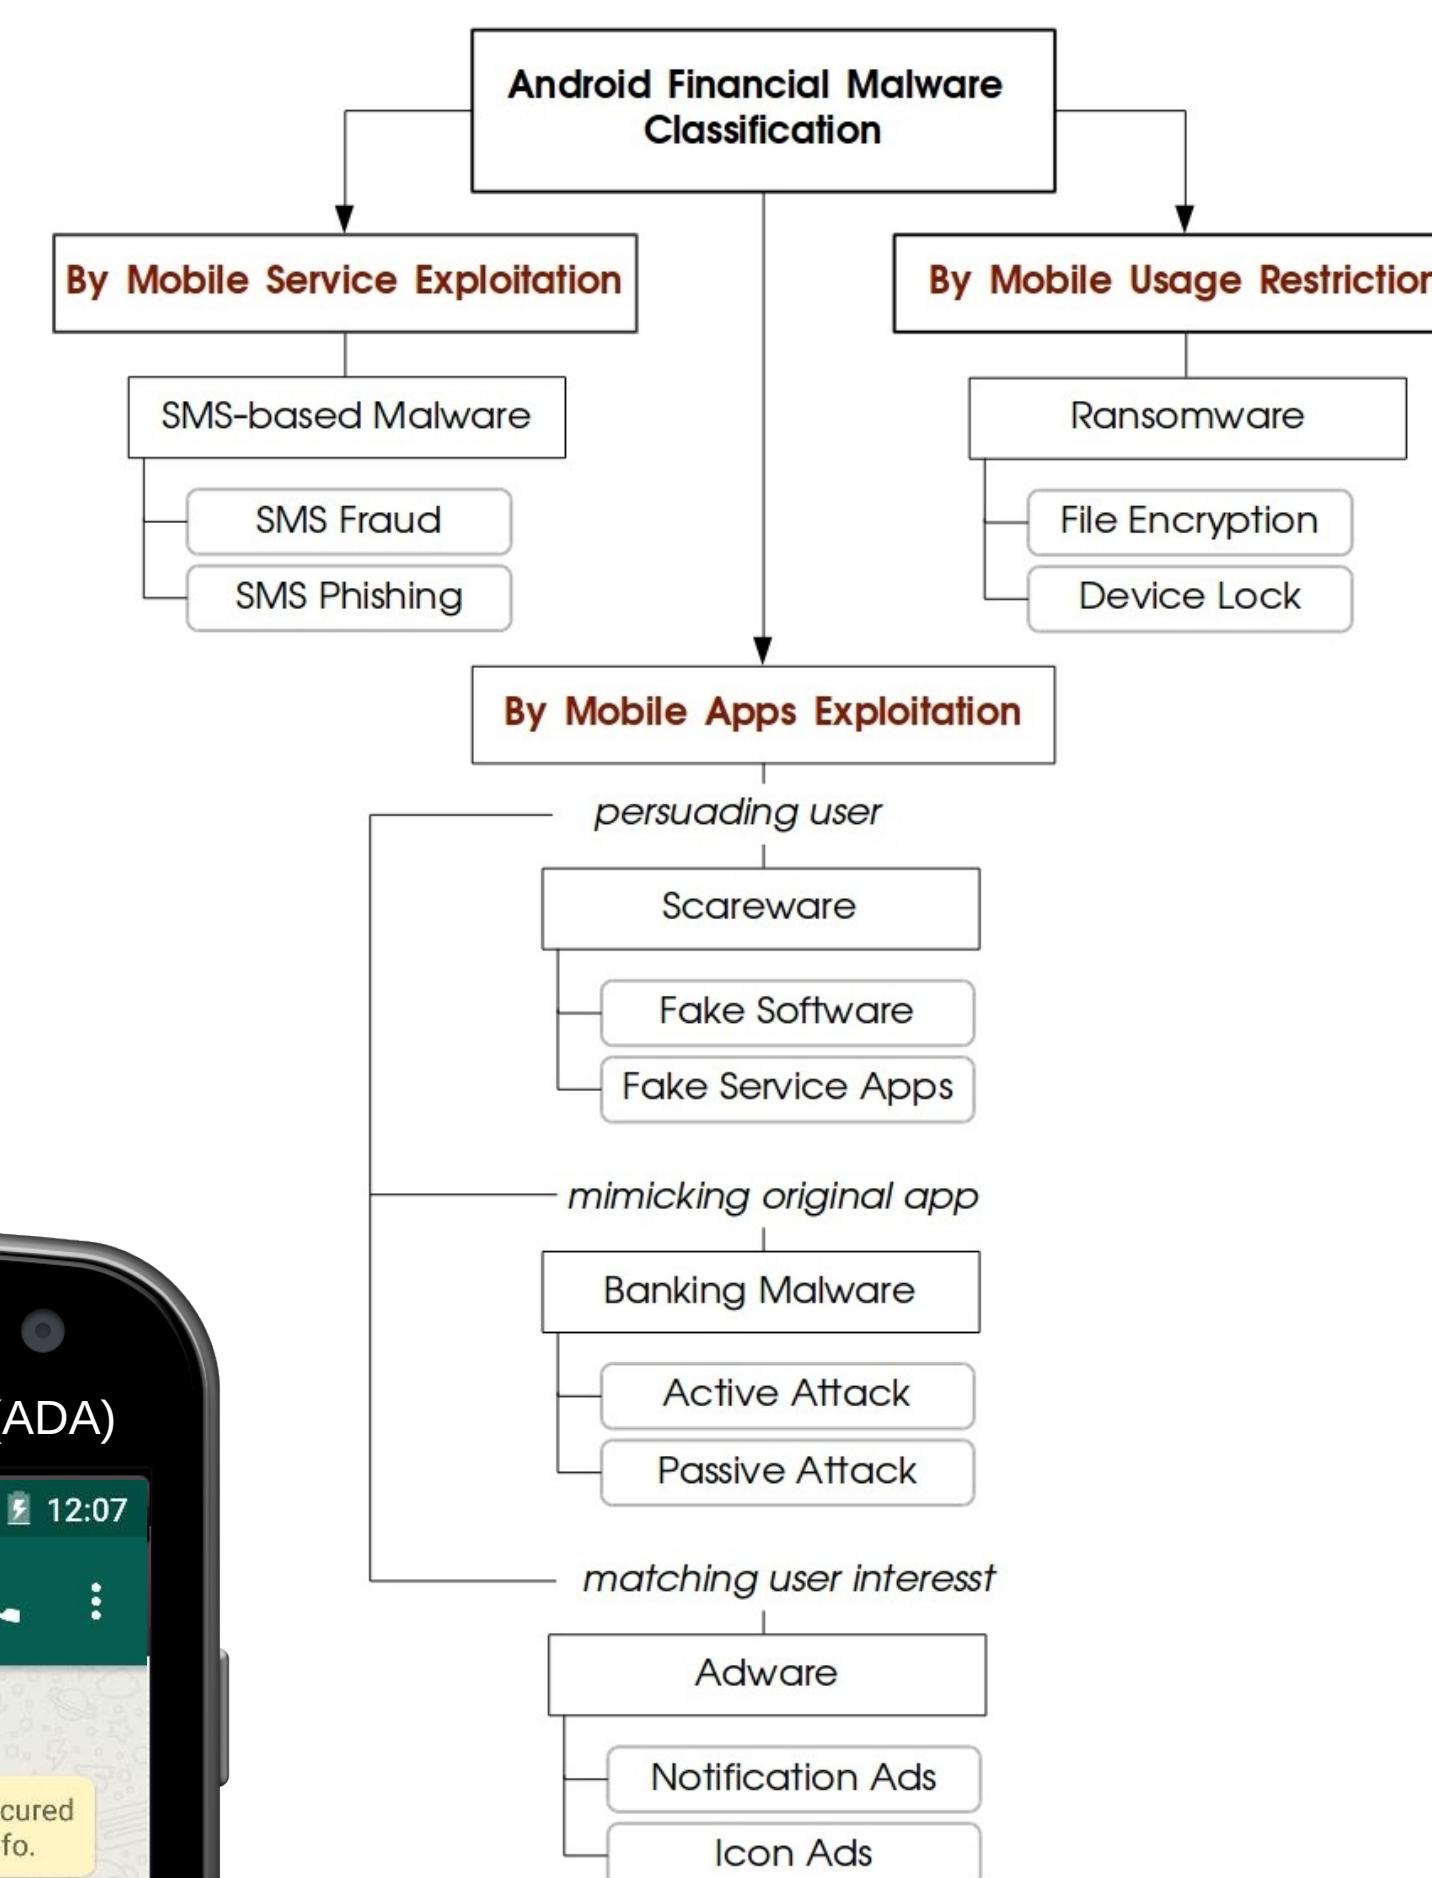 Android Financial Malware
Classification
By Mobile Service Exploitation
By Mobile Usage Restriction
SMS-based Malware
Ransomware
SMS Fraud
File Encryption
SMS Phishing
Device Lock
By Mobile Apps Exploitation
persuading user
Scareware
Fake Software
Fake Service Apps
mimicking original app
Banking Malware
Active Attack
(ADA)
Passive Attack
12:07
matching user interesst
Adware
Notification Ads
cured
fo.
Icon Ads